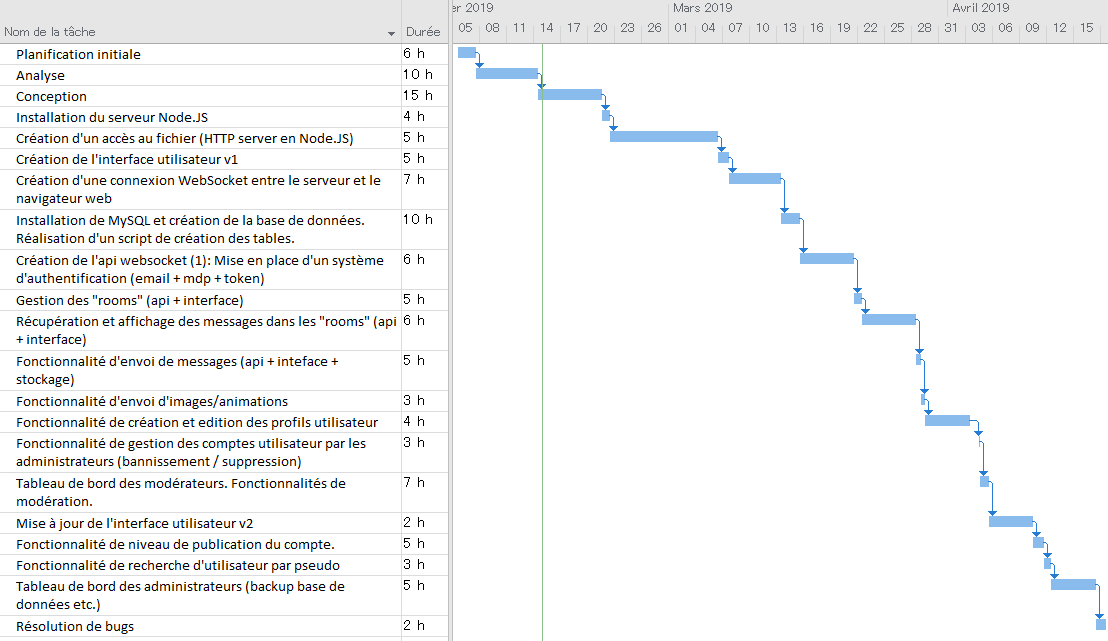 er 2019 Mars 2019 Avril 2019
Nom de la tâche Durée 05 08 11 14 17 20 23 26 01 04 07 10 13 16 19 22 25 28 31 03 06 09 12 15
Planification initiale 6 h
Analyse 10 h
Conception 15 h
Installation du serveur Node.JS 4 h
Création d'un accès au fichier (HTTP server en Node.JS) 5 h
Création de l'interface utilisateur v1 5 h
Création d'une connexion WebSocket entre le serveur et le 7 h
navigateur web
Installation de MySQL et création de la base de données. 10 h
Réalisation d'un script de création des tables.
Création de l'api websocket (1): Mise en place d'un système 6 h
d'authentification (email + mdp + token)
Gestion des "rooms" (api + interface) 5 h
Récupération et affichage des messages dans les "rooms" (api 6 h
+ interface)
Fonctionnalité d'envoi de messages (api + inteface + 5 h
stockage)
Fonctionnalité d'envoi d'images/animations 3 h
Fonctionnalité de création et edition des profils utilisateur 4 h
Fonctionnalité de gestion des comptes utilisateur par les 3 h
administrateurs (bannissement / suppression)
Tableau de bord des modérateurs. Fonctionnalités de 7 h
modération.
Mise à jour de l'interface utilisateur v2 2 h
Fonctionnalité de niveau de publication du compte. 5 h
Fonctionnalité de recherche d'utilisateur par pseudo 3 h
Tableau de bord des administrateurs (backup base de 5 h
données etc.)
Résolution de bugs 2 h